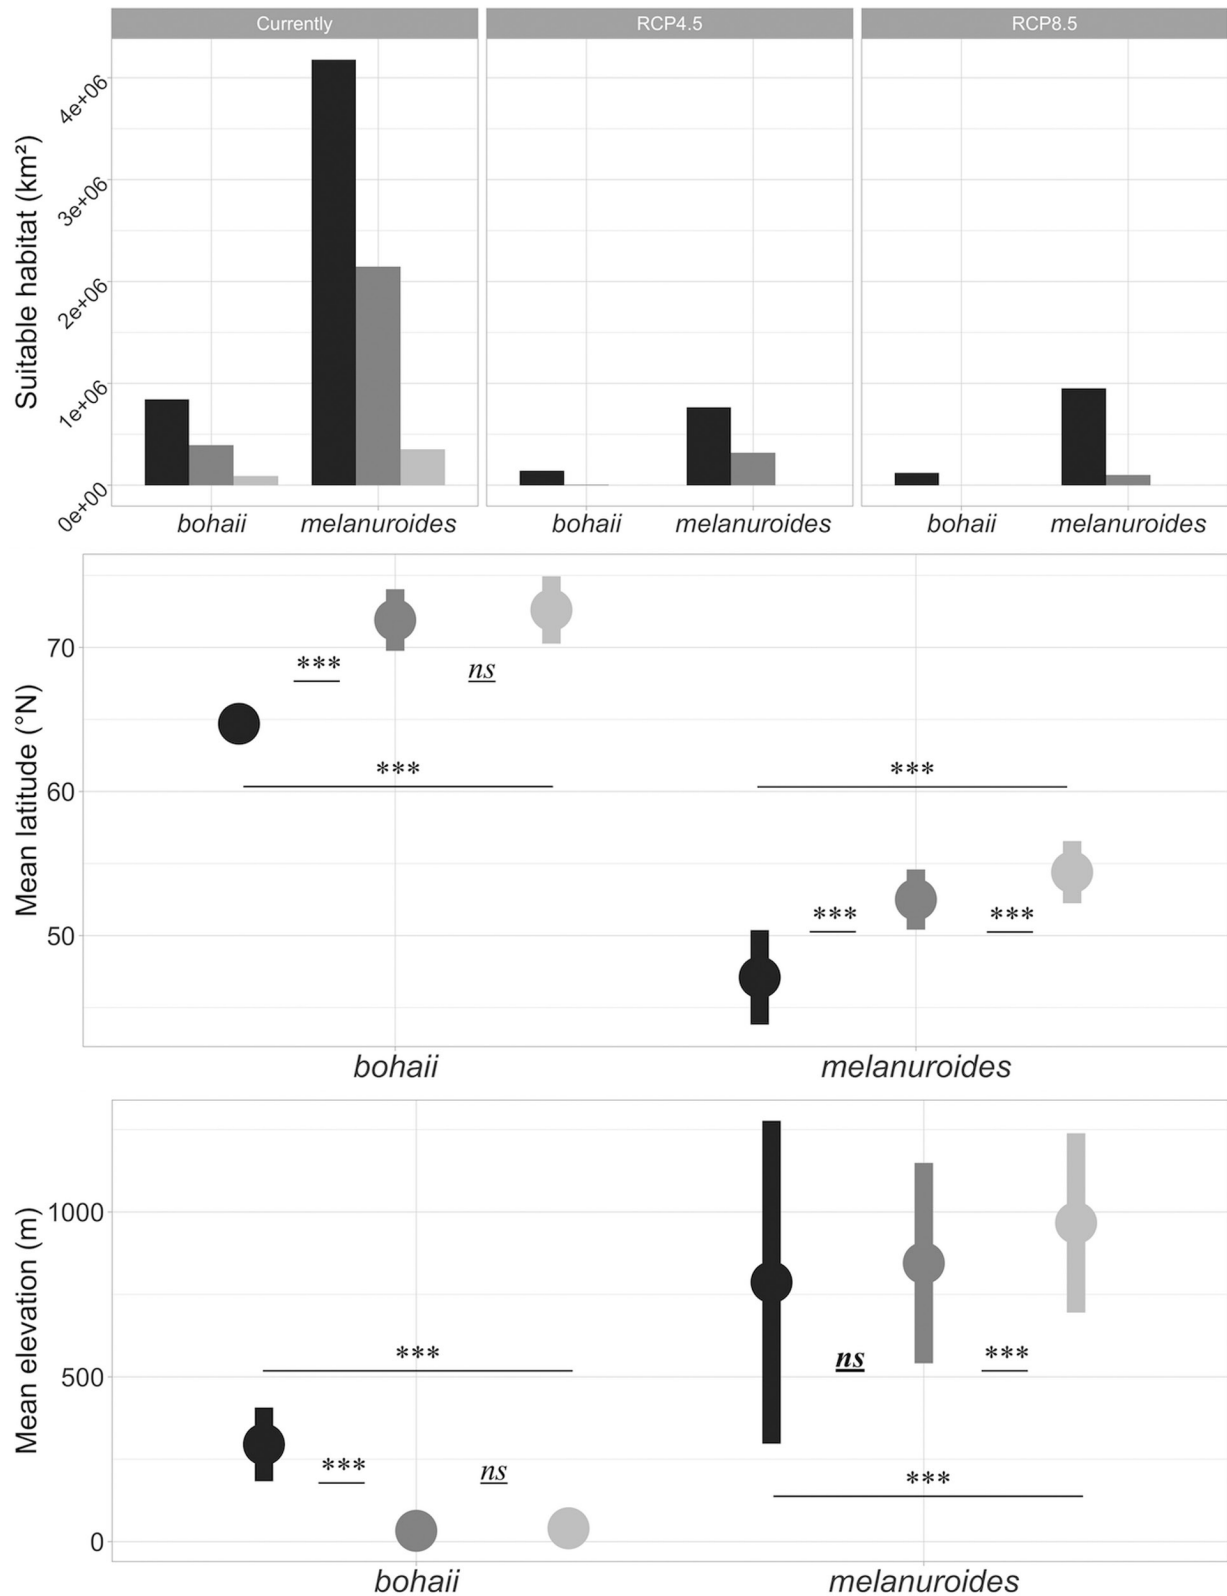 Currently RCP4.5 RCP8.5
Suitable habitat (km²)
4e+06
3e+06
2e+06
1e+06
0e+00
bohaii melanuroides bohaii melanuroides bohaii melanuroides
Mean latitude (°N)
70
60
50
*** ns
*** ***
*** ***
bohaii melanuroides
Mean elevation (m)
1000
500
0
*** ns ***
*** ns ***
bohaii melanuroides